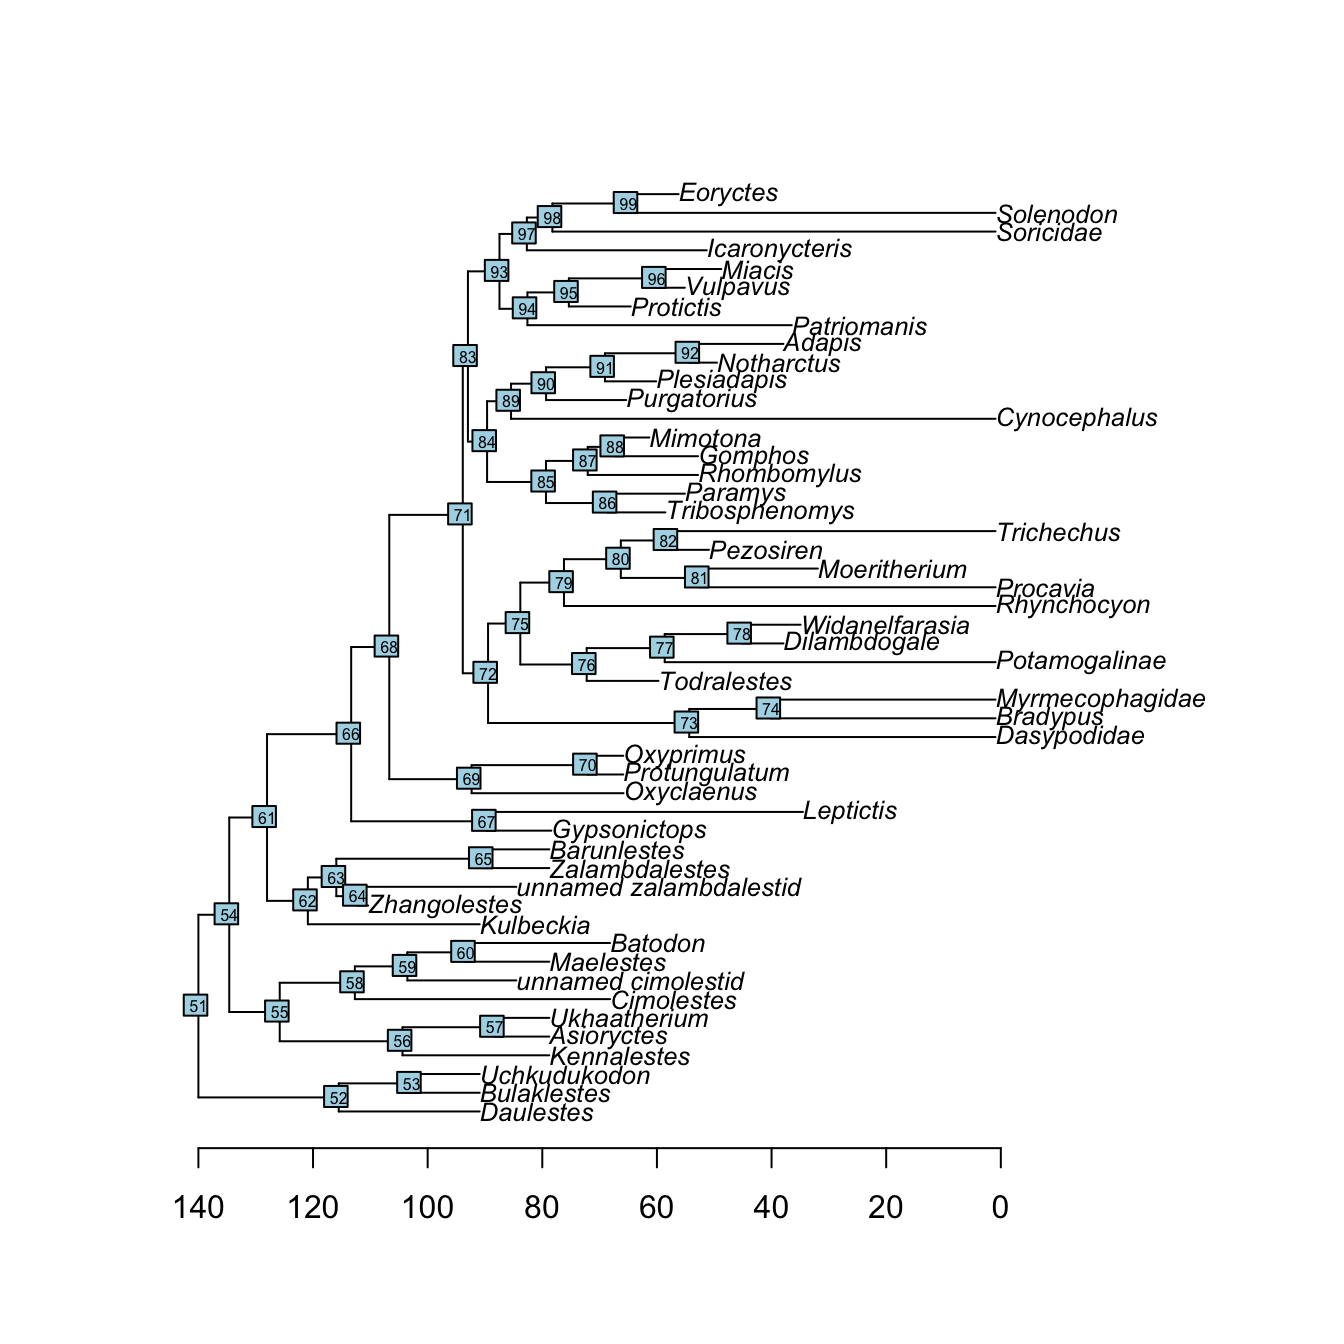 Eoryctes
99
Solenodon
98
Soricidae
97
Icaronycteris
93
Miacis
96
Vulpavus
95
Protictis
94
Patriomanis
Adapis
92
83
Notharctus
91
Plesiadapis
90
Purgatorius
89
Cynocephalus
84
Mimotona
88
Gomphos
87
Rhombomylus
85
Paramys
86
Tribosphenomys
71
Trichechus
82
Pezosiren
80
Moeritherium
81
79
Procavia
Rhynchocyon
75
Widanelfarasia
78
Dilambdogale
77
68
Potamogalinae
76
72
Todralestes
Myrmecophagidae
74
Bradypus
73
66
Dasypodidae
Oxyprimus
70
Protungulatum
69
Oxyclaenus
Leptictis
67
61
Gypsonictops
Barunlestes
65
Zalambdalestes
63
unnamed zalambdalestid
64
62
Zhangolestes
54
Kulbeckia
Batodon
60
Maelestes
59
unnamed cimolestid
58
Cimolestes
51
55
Ukhaatherium
57
Asioryctes
56
Kennalestes
Uchkudukodon
53
Bulaklestes
52
Daulestes
140 120 100 80 60 40 20 0